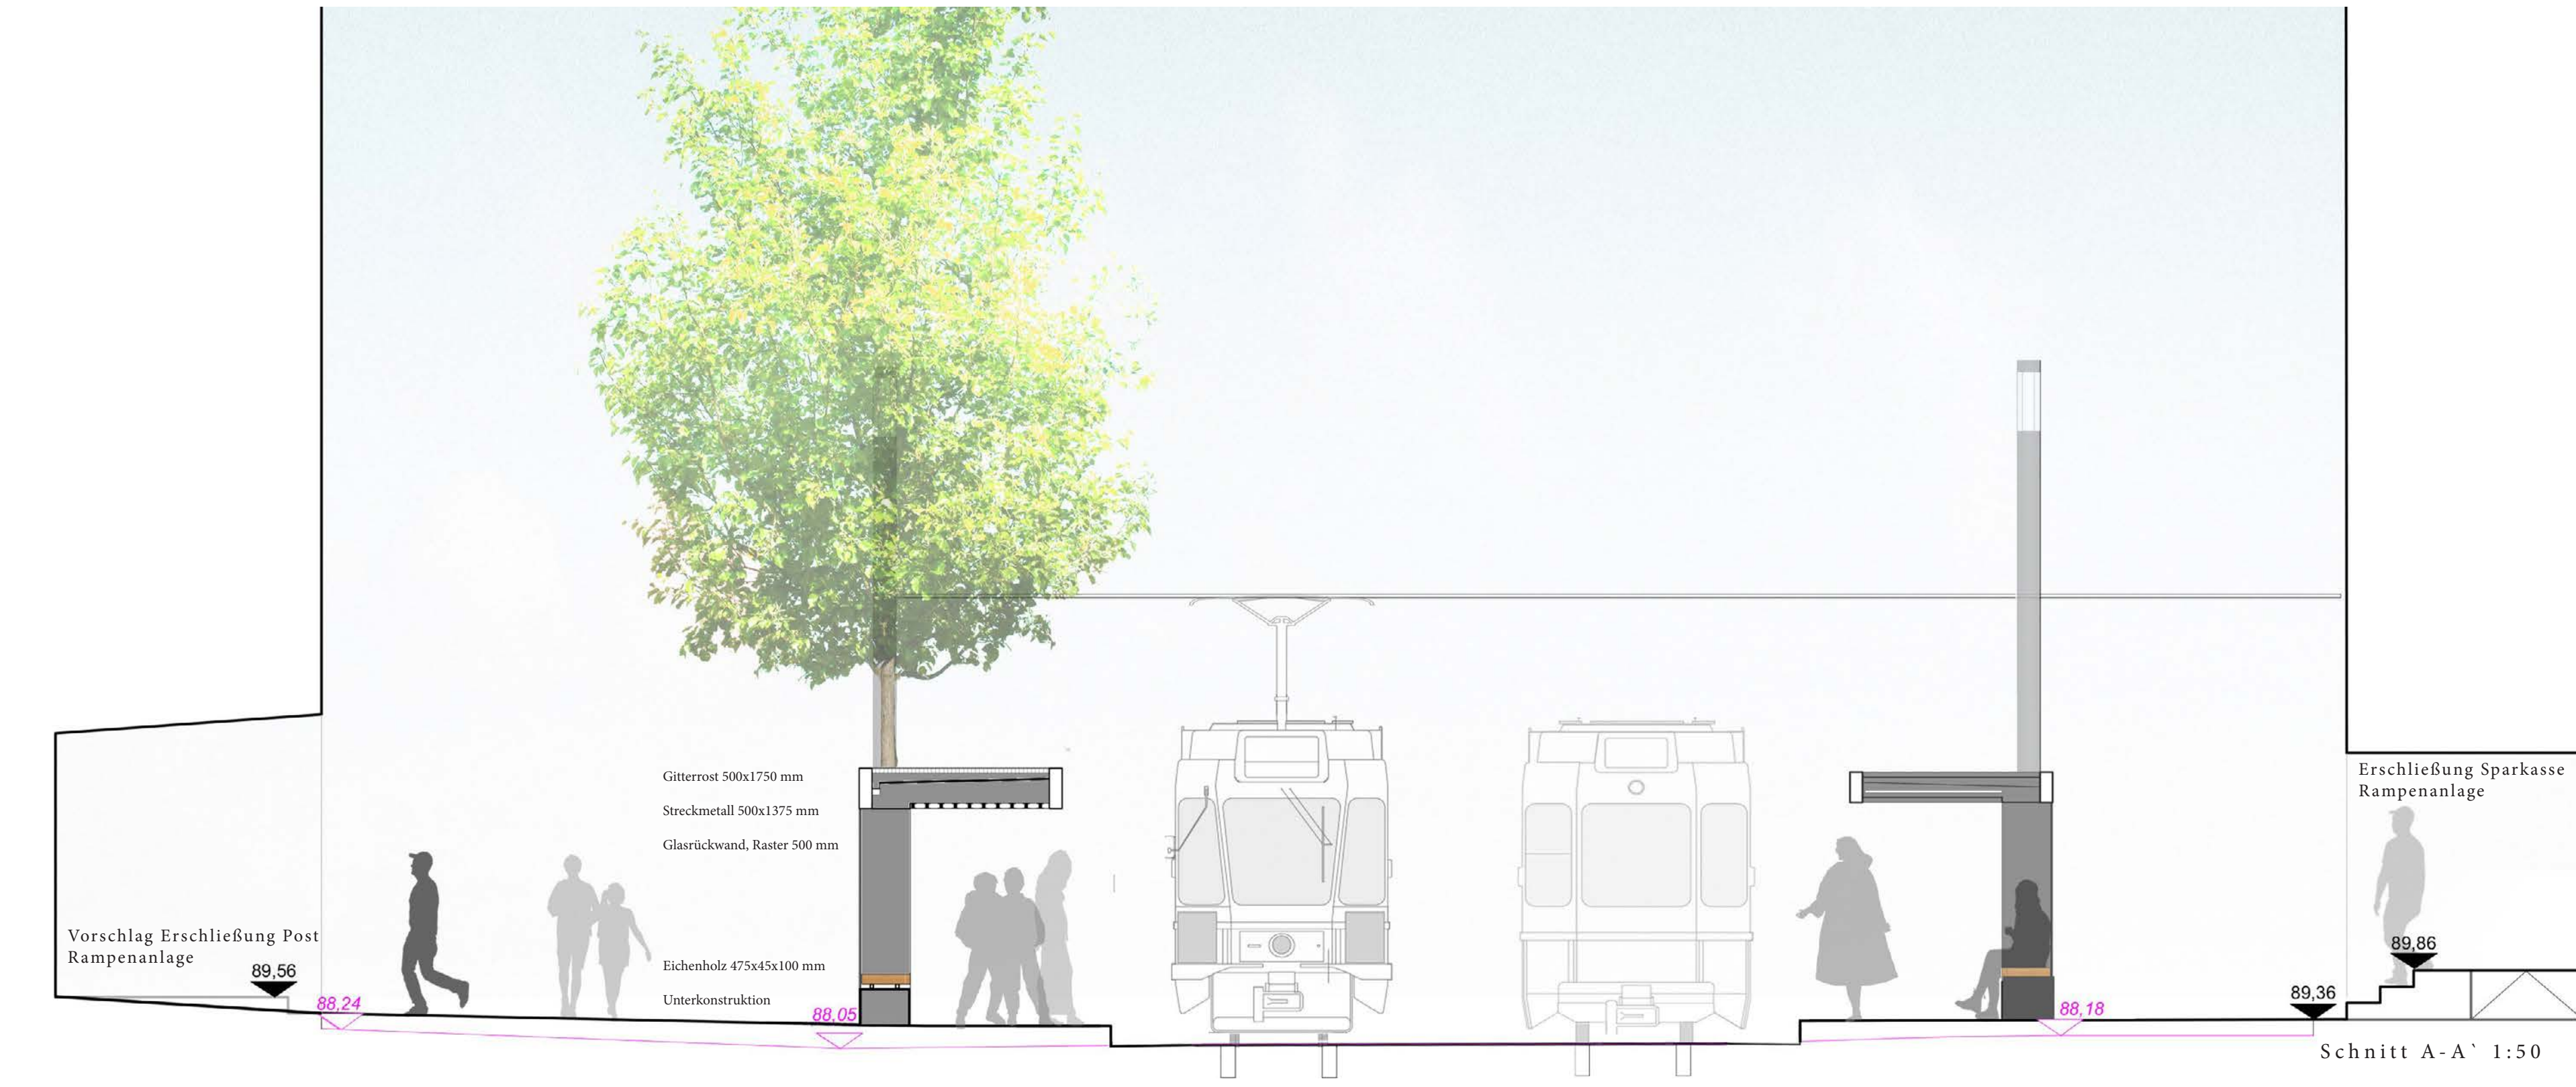 Gitterrost 500x1750 mm
Streckmetall 500x1375 mm
Glasrückwand, Raster 500 mm
Erschließung Sparkasse
Rampenanlage
Vorschlag Erschließung Post
Rampenanlage
89,56
88,24
Eichenholz 475x45x100 mm
Unterkonstruktion
88,05
89,86
89,36
88,18
Schnitt A-A` 1:50